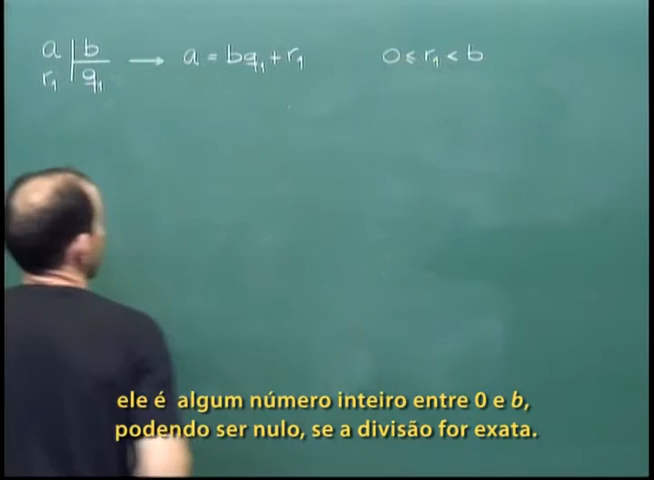 a | b → a = bq₁ + r₁ 0 ≤ r₁ < b
r₁ | q₁
ele é algum número inteiro entre 0 e b,
podendo ser nulo, se a divisão for exata.